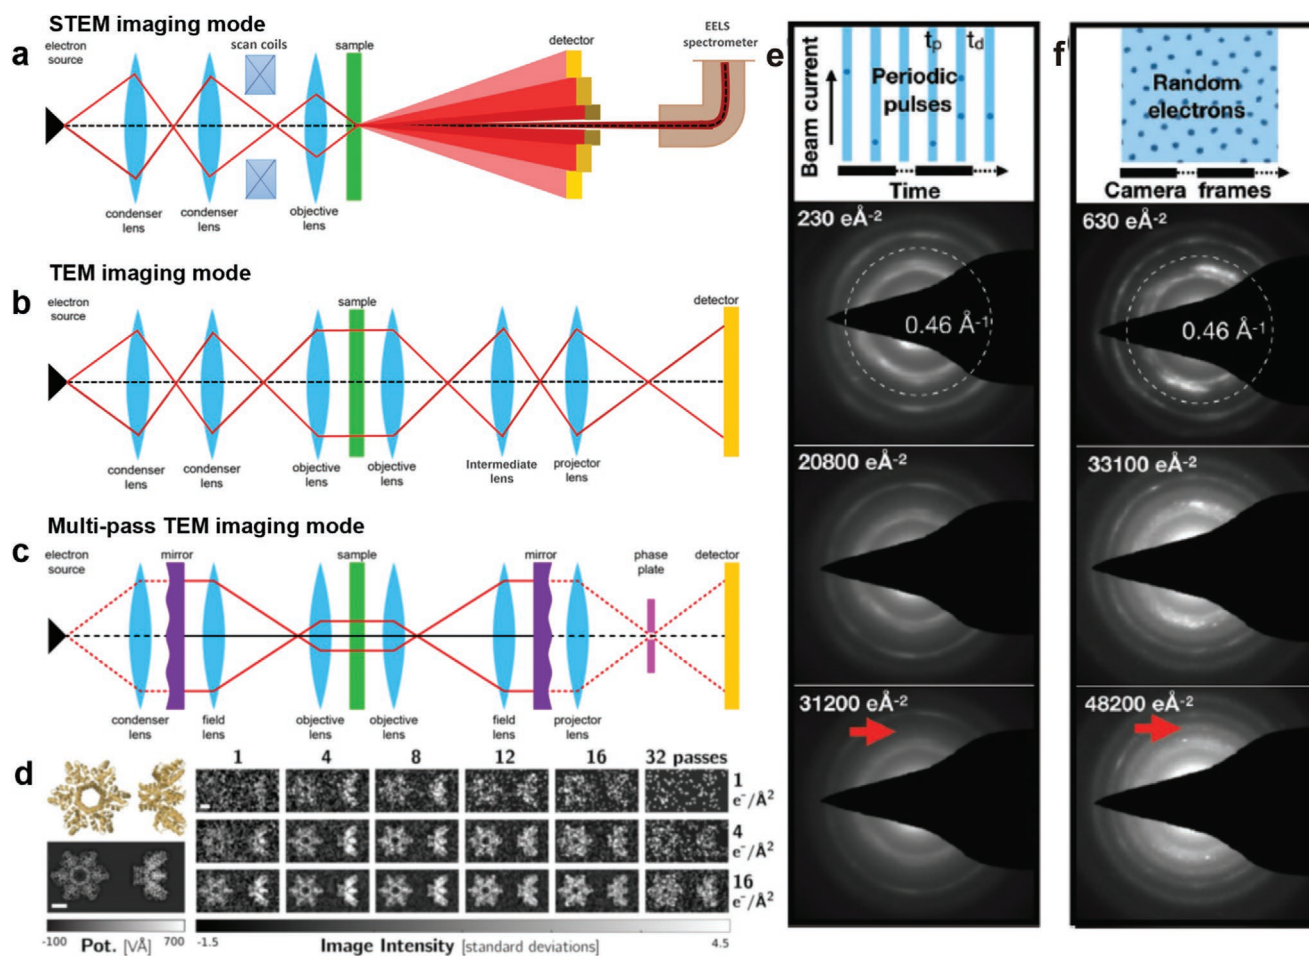 STEM imaging mode
a
electron
source
scan coils
sample
detector
EELS
spectrometer
condenser
lens
condenser
lens
objective
lens
TEM imaging mode
b
electron
source
sample
detector
condenser
lens
condenser
lens
objective
lens
objective
lens
Intermediate
lens
projector
lens
Multi-pass TEM imaging mode
c
electron
source
mirror
sample
mirror
phase
plate
detector
condenser
lens
field
lens
objective
lens
objective
lens
field
lens
projector
lens
d
1 4 8 12 16 32 passes
1
e⁻/Å²
4
e⁻/Å²
16
e⁻/Å²
-100 Pot. [VÅ] 700
-1.5 Image Intensity [standard deviations] 4.5
e
Beam current
tp td
Periodic
pulses
Time
230 eÅ⁻²
0.46 Å⁻¹
20800 eÅ⁻²
31200 eÅ⁻²
f
Random
electrons
Camera frames
630 eÅ⁻²
0.46 Å⁻¹
33100 eÅ⁻²
48200 eÅ⁻²